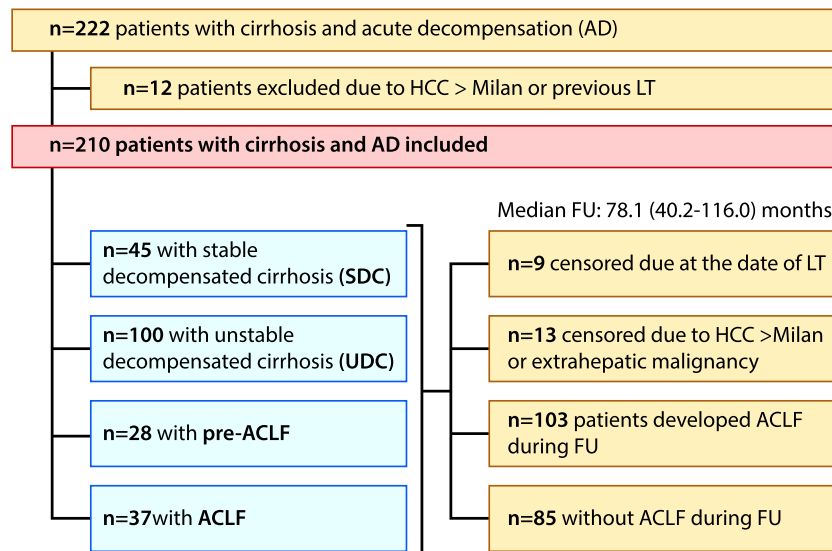 n=222 patients with cirrhosis and acute decompensation (AD)
n=12 patients excluded due to HCC > Milan or previous LT
n=210 patients with cirrhosis and AD included
Median FU: 78.1 (40.2-116.0) months
n=45 with stable
decompensated cirrhosis (SDC)
n=100 with unstable
decompensated cirrhosis (UDC)
n=28 with pre-ACLF
n=37with ACLF
n=9 censored due at the date of LT
n=13 censored due to HCC >Milan
or extrahepatic malignancy
n=103 patients developed ACLF
during FU
n=85 without ACLF during FU